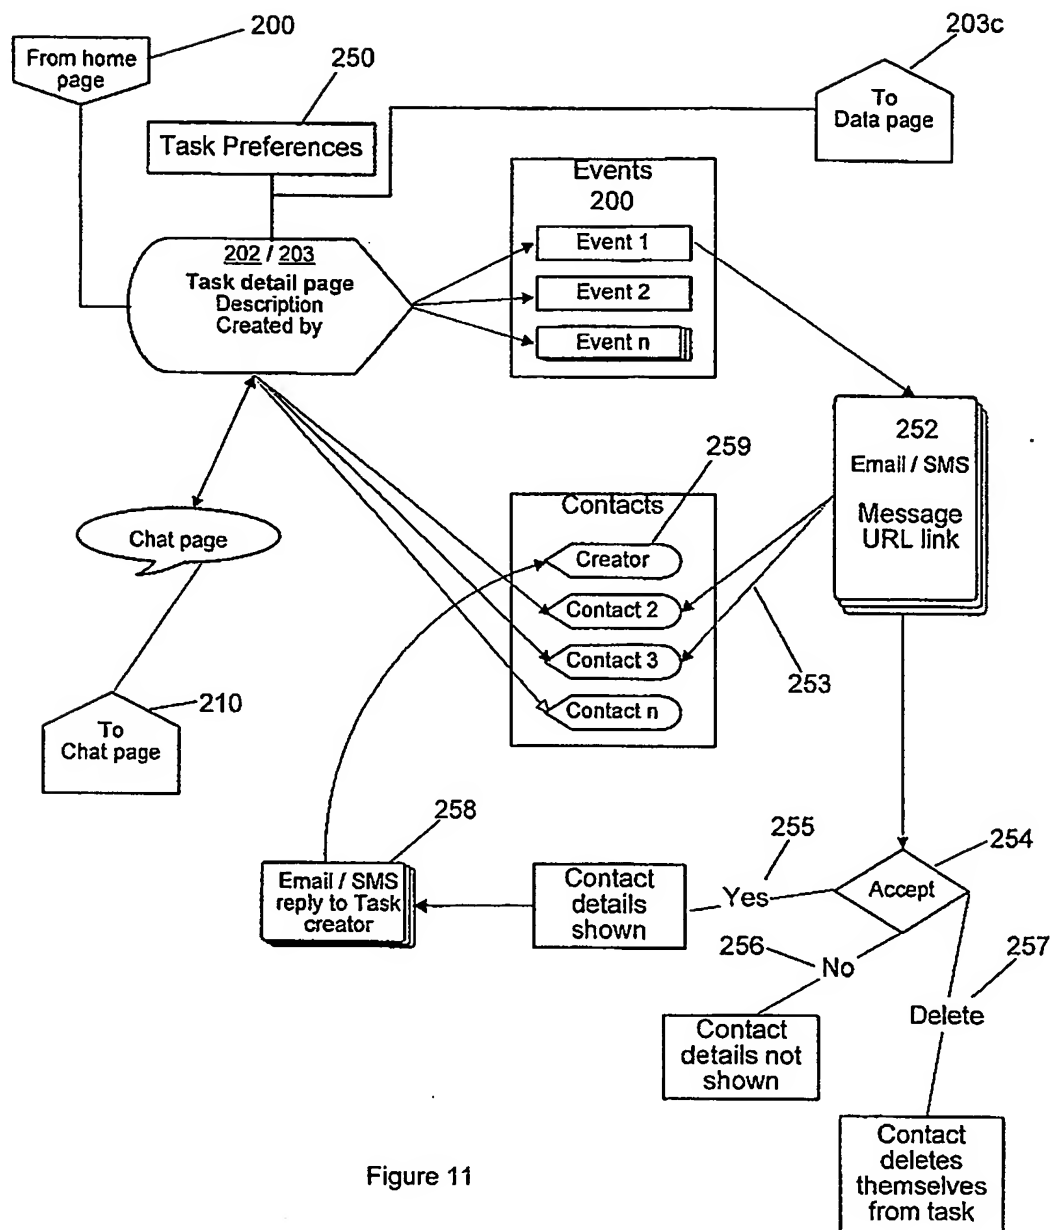 200
203c
From home
page
250
To
Data page
Task Preferences
Events
200
Event 1
Event 2
Event n
202 / 203
Task detail page
Description
Created by
252
Email / SMS
Message
URL link
259
Contacts
Creator
Contact 2
Contact 3
Contact n
253
Chat page
210
To
Chat page
258
Email / SMS
reply to Task
creator
Contact
details
shown
255
Yes
254
Accept
256
No
257
Delete
Contact
details not
shown
Contact
deletes
themselves
from task
Figure 11